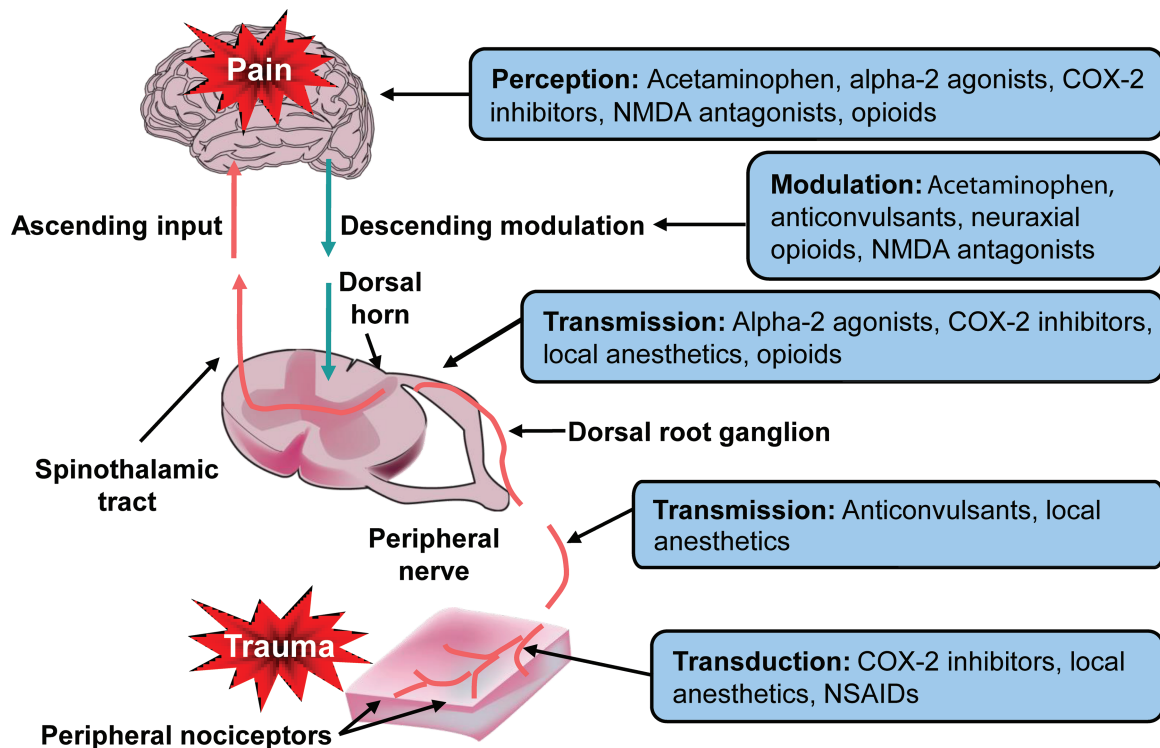 Pain
Perception: Acetaminophen, alpha-2 agonists, COX-2
inhibitors, NMDA antagonists, opioids
Modulation: Acetaminophen,
anticonvulsants, neuraxial
opioids, NMDA antagonists
Ascending input
Descending modulation
Dorsal
horn
Transmission: Alpha-2 agonists, COX-2 inhibitors,
local anesthetics, opioids
Dorsal root ganglion
Spinothalamic
tract
Transmission: Anticonvulsants, local
anesthetics
Peripheral
nerve
Trauma
Transduction: COX-2 inhibitors, local
anesthetics, NSAIDs
Peripheral nociceptors